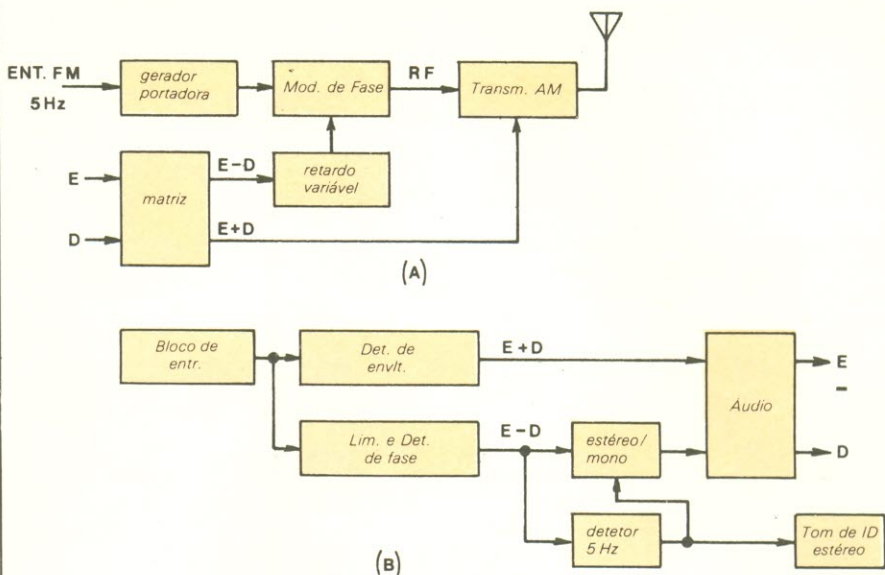 ENT. FM
5 Hz
gerador
portadora
Mod. de Fase
RF
Transm. AM
E
D
matriz
E–D
E+D
retardo
variável
(A)
Bloco de
entr.
Det. de
envlt.
E+D
Lim. e Det.
de fase
E–D
estéreo/
mono
Áudio
E
–
D
detetor
5 Hz
Tom de ID
estéreo
(B)